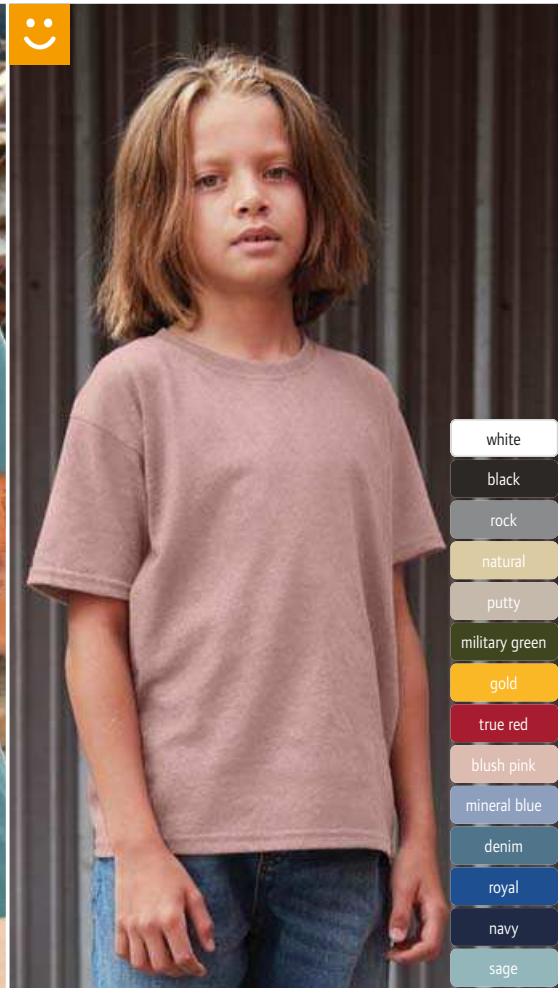 white
black
rock
natural
putty
military green
gold
true red
blush pink
mineral blue
denim
royal
navy
sage